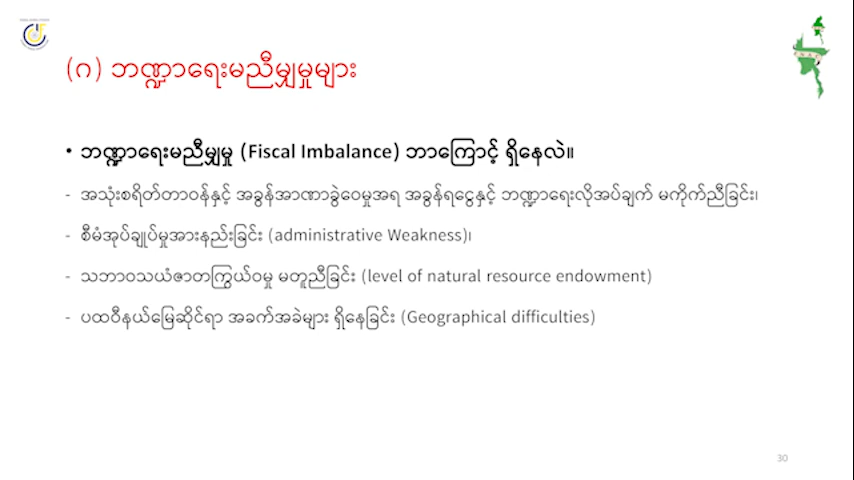 (ဂ) ဘဏ္ဍာရေးမညီမျှမှုများ
• ဘဏ္ဍာရေးမညီမျှမှု (Fiscal Imbalance) ဘာကြောင့် ရှိနေလဲ။
- အသုံးစရိတ်တာဝန်နှင့် အခွန်အာဏာခွဲဝေမှုအရ အခွန်ရငွေနှင့် ဘဏ္ဍာရေးလိုအပ်ချက် မကိုက်ညီခြင်း၊
- စီမံအုပ်ချုပ်မှုအားနည်းခြင်း (administrative Weakness)၊
- သဘာဝသယံဇာတကြွယ်ဝမှု မတူညီခြင်း (level of natural resource endowment)
- ပထဝီနယ်မြေဆိုင်ရာ အခက်အခဲများ ရှိနေခြင်း (Geographical difficulties)
30